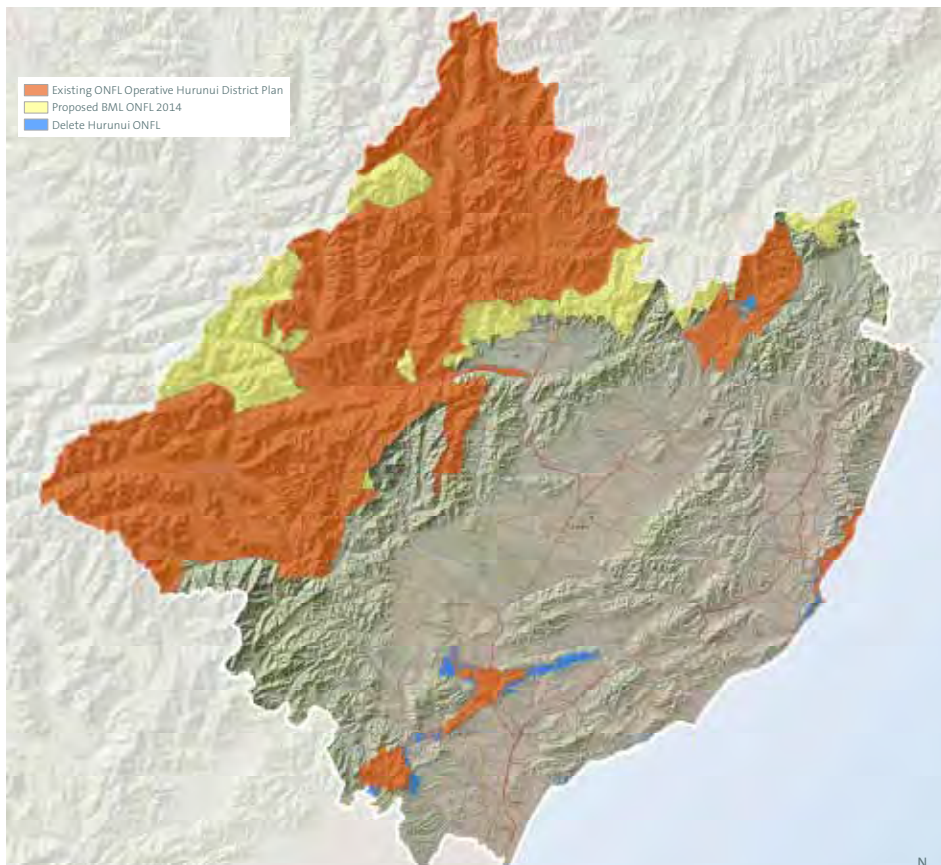 Existing ONFL Operative Hurunui District Plan
Proposed BML ONFL 2014
Delete Hurunui ONFL
N